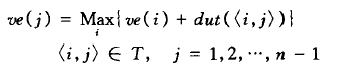 ve(j) = Max{ve(i) + dut(⟨i,j⟩)}
i
⟨i,j⟩ ∈ T, j = 1,2,⋯,n − 1